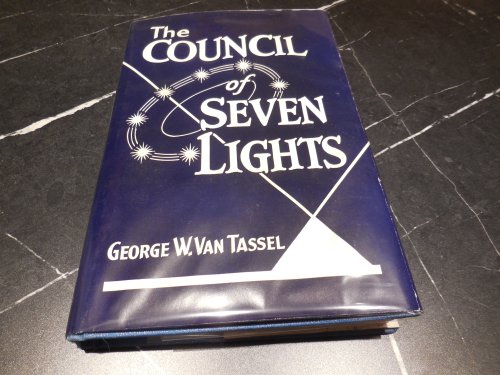 The
COUNCIL
of
SEVEN
LIGHTS
GEORGE W. VAN TASSEL